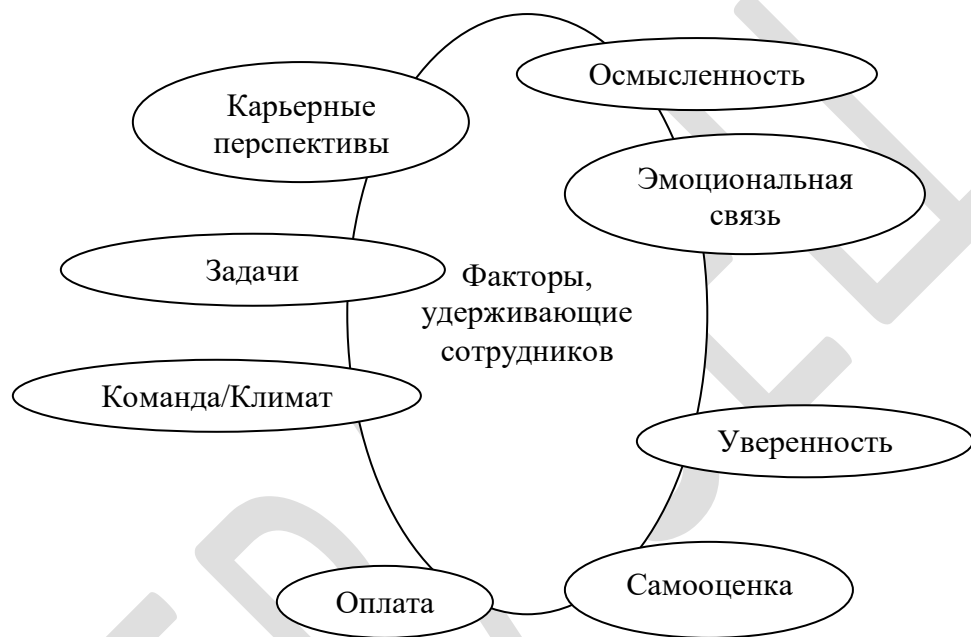 Осмысленность
Карьерные
перспективы
Эмоциональная
связь
Задачи
Факторы,
удерживающие
сотрудников
Команда/Климат
Уверенность
Самооценка
Оплата